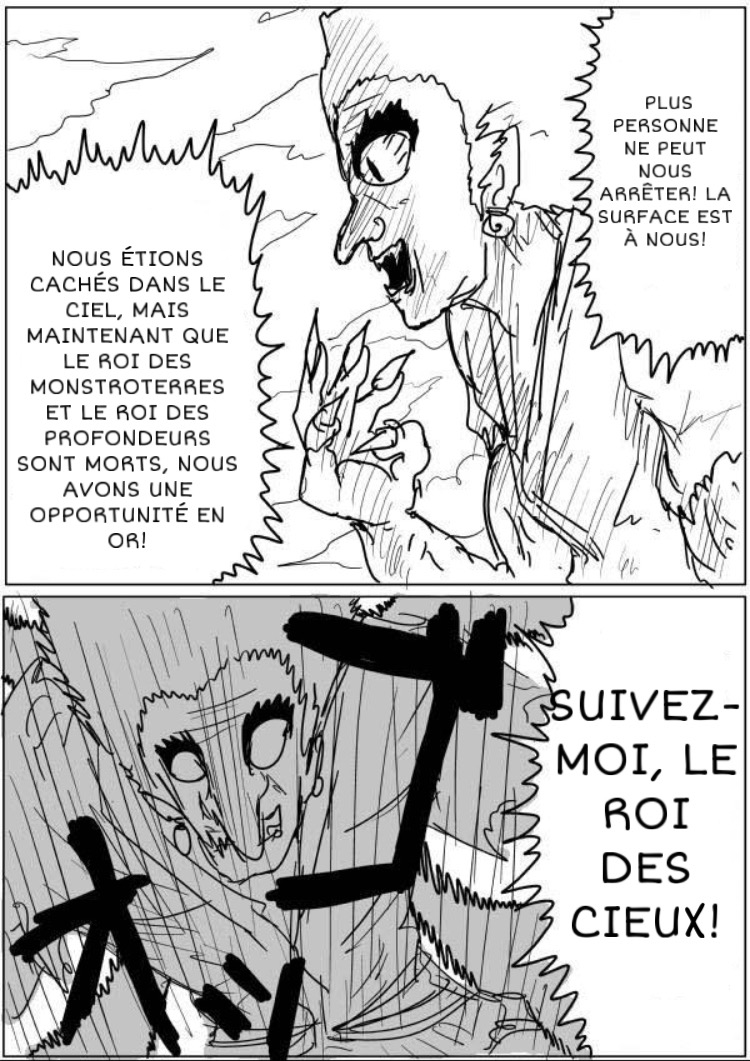 PLUS
PERSONNE
NE PEUT
NOUS
ARRÊTER! LA
SURFACE EST
À NOUS!
NOUS ÉTIONS
CACHÉS DANS LE
CIEL, MAIS
MAINTENANT QUE
LE ROI DES
MONSTROTERRES
ET LE ROI DES
PROFONDEURS
SONT MORTS, NOUS
AVONS UNE
OPPORTUNITÉ EN
OR!
SUIVEZ-
MOI, LE
ROI
DES
CIEUX!